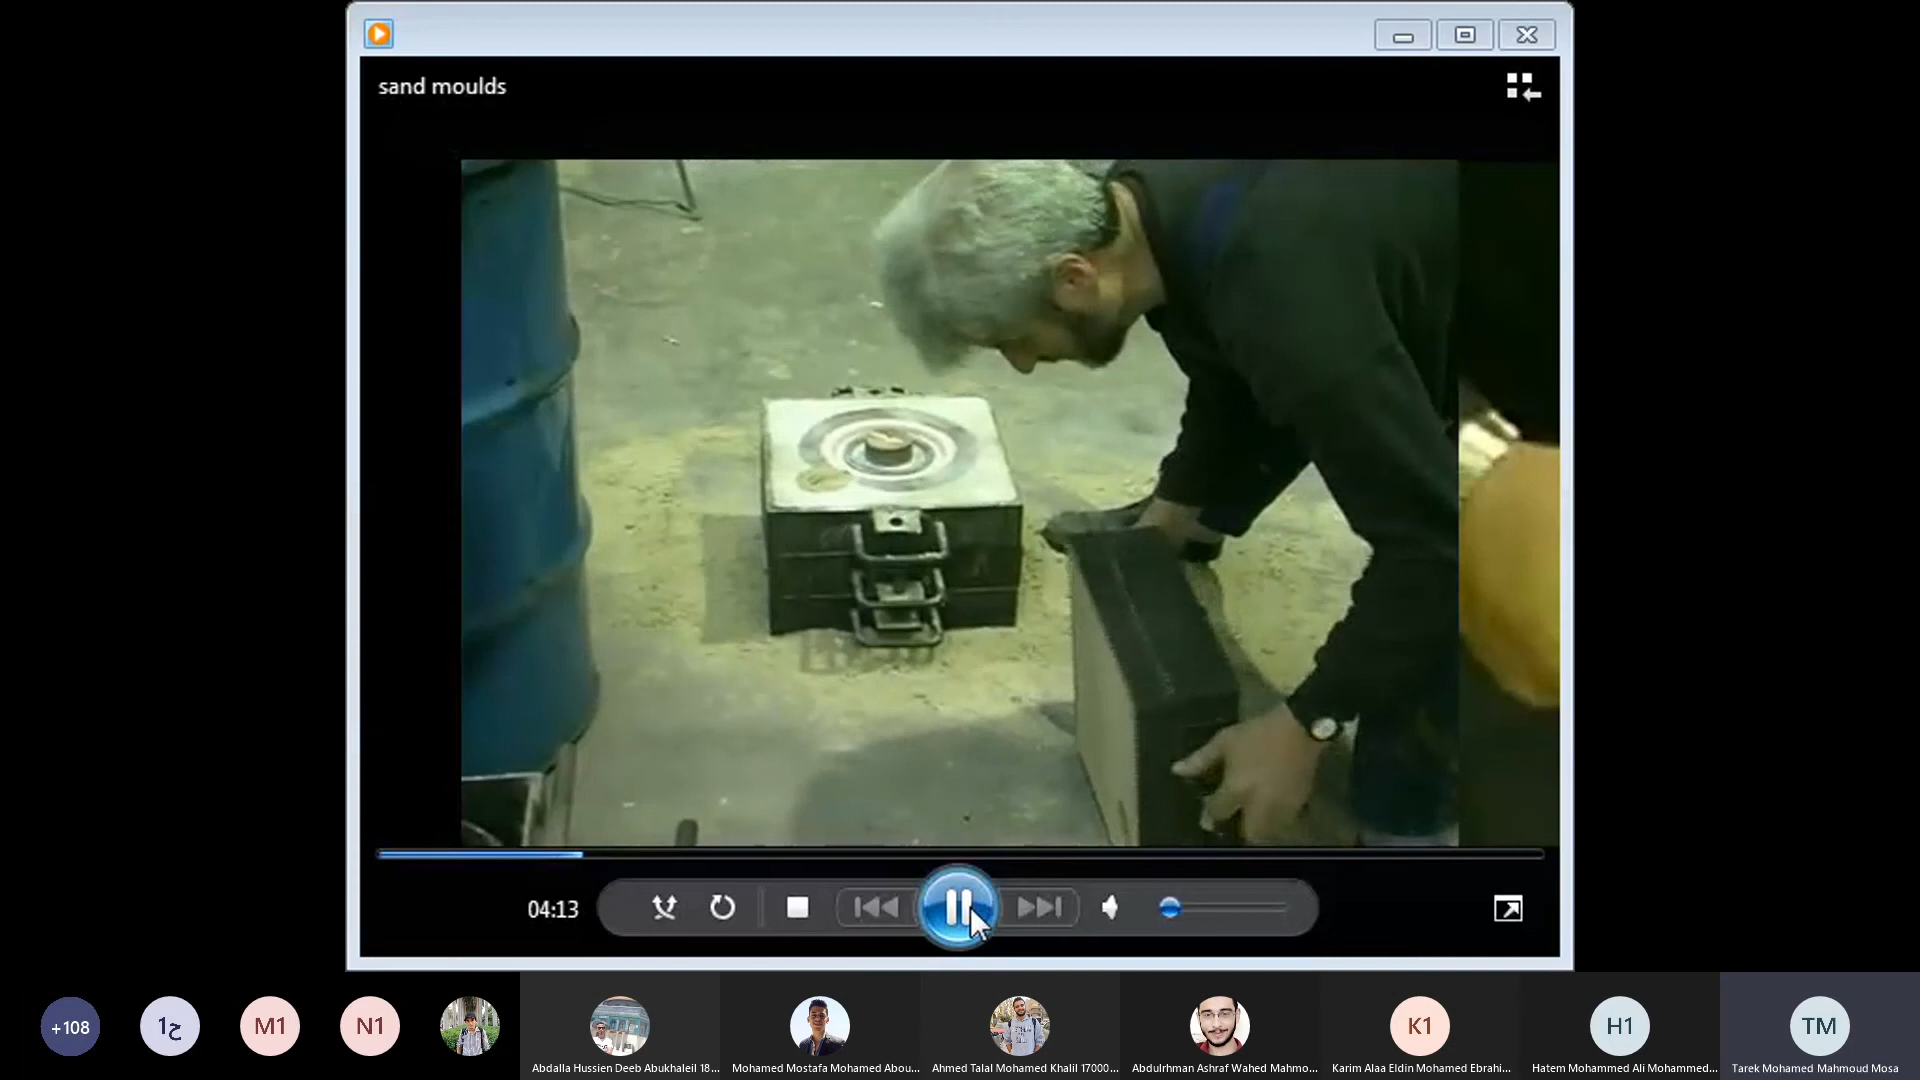 sand moulds
04:13
+108
ح1
M1
N1
K1
H1
TM
Abdalla Hussien Deeb Abukhaleil 18...
Mohamed Mostafa Mohamed Abou...
Ahmed Talal Mohamed Khalil 17000...
Abdulrhman Ashraf Wahed Mahmo...
Karim Alaa Eldin Mohamed Ebrahi...
Hatem Mohammed Ali Mohammed...
Tarek Mohamed Mahmoud Mosa